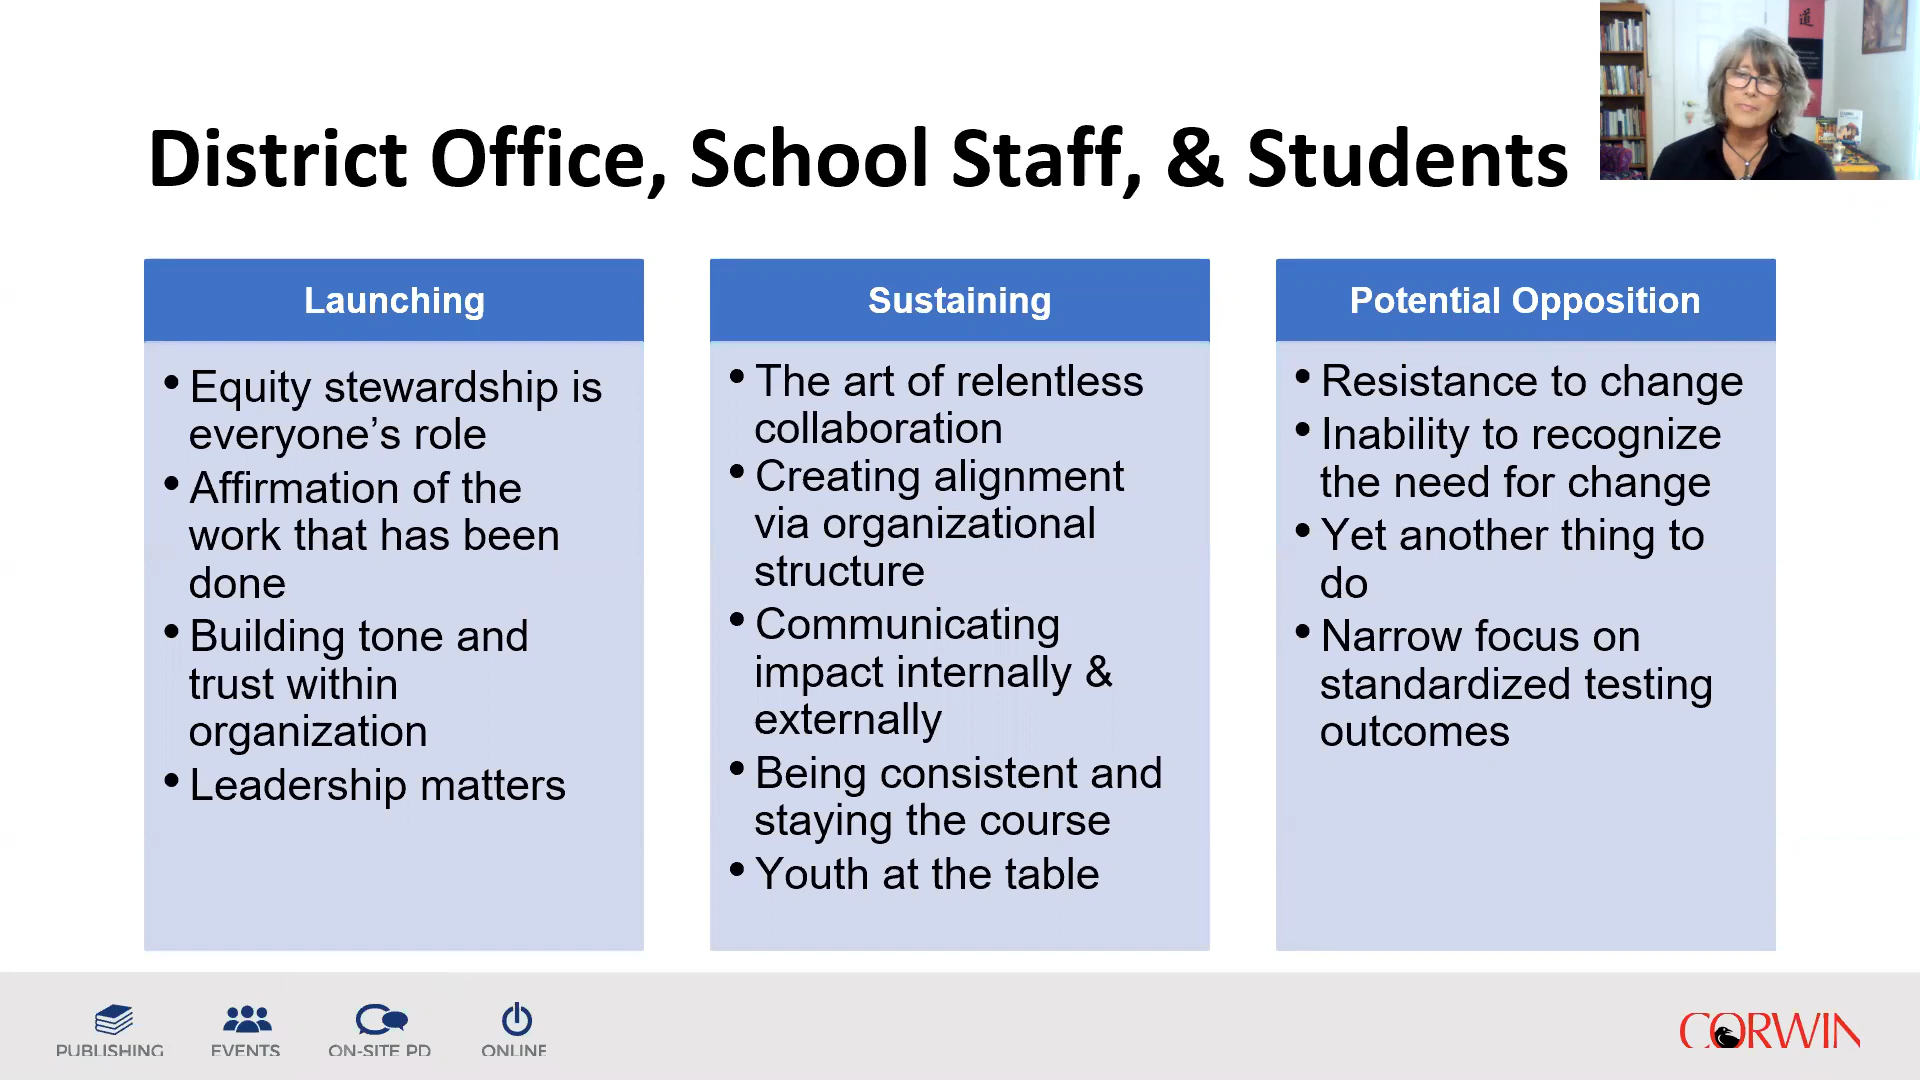 District Office, School Staff, & Students
道
Launching
• Equity stewardship is
everyone’s role
• Affirmation of the
work that has been
done
• Building tone and
trust within
organization
• Leadership matters
Sustaining
• The art of relentless
collaboration
• Creating alignment
via organizational
structure
• Communicating
impact internally &
externally
• Being consistent and
staying the course
• Youth at the table
Potential Opposition
• Resistance to change
• Inability to recognize
the need for change
• Yet another thing to
do
• Narrow focus on
standardized testing
outcomes
PUBLISHING
EVENTS
ON-SITE PD
ONLINE
CORWIN